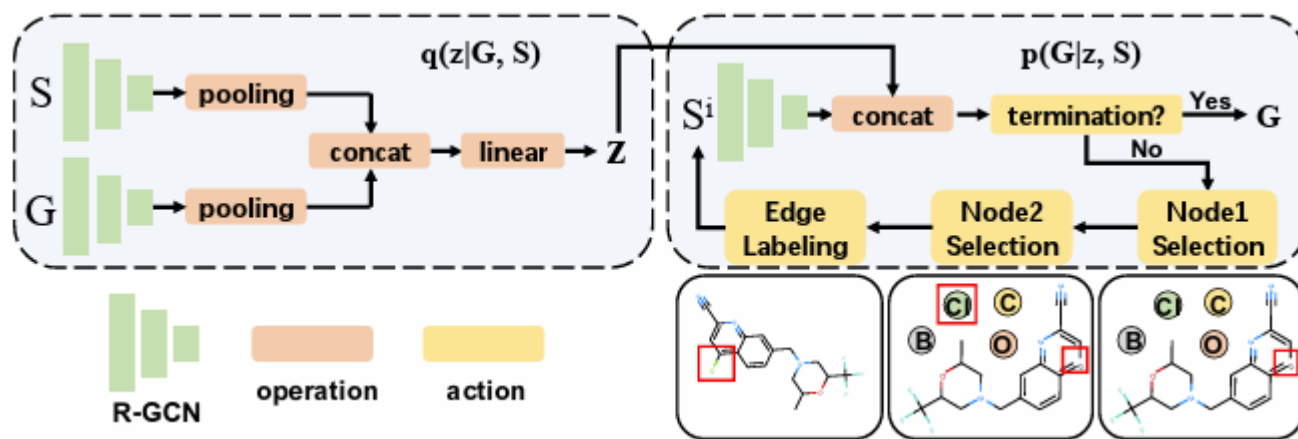 q(z|G, S)
S
pooling
concat
linear
z
G
pooling
p(G|z, S)
Sⁱ
concat
termination?
Yes
G
No
Edge
Labeling
Node2
Selection
Node1
Selection
R-GCN
operation
action
Cl
C
B
O
Cl
C
B
O